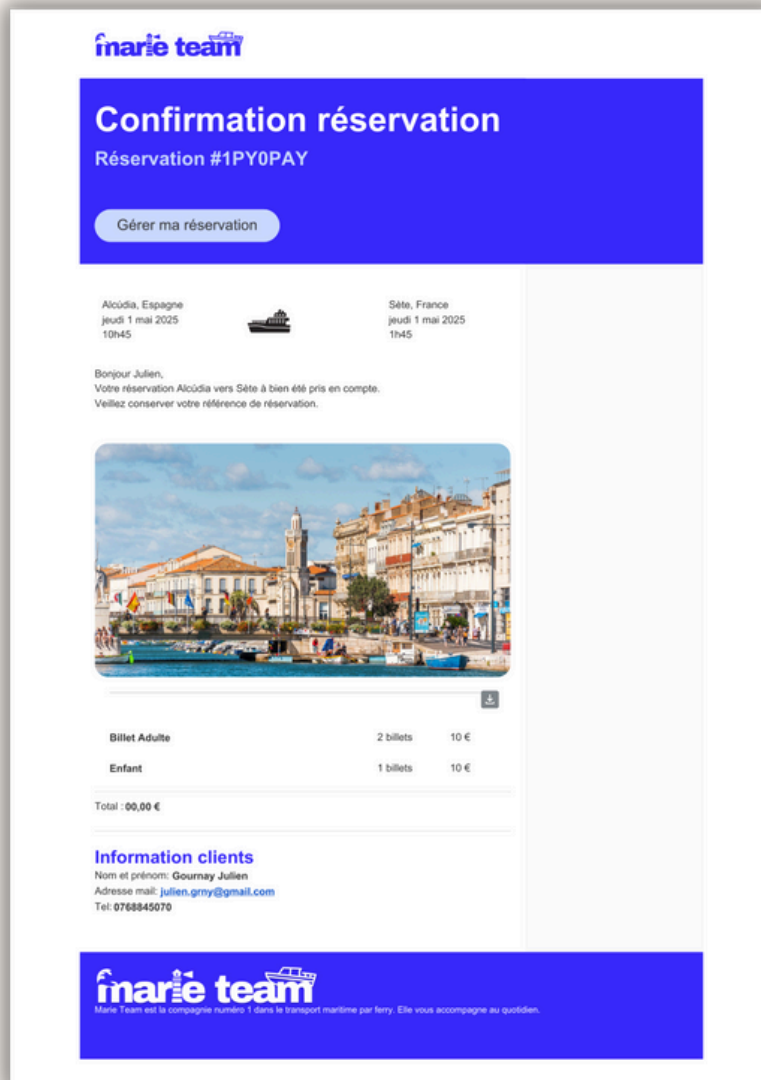 marie team
Confirmation réservation
Réservation #1PY0PAY
Gérer ma réservation
Alcúdia, Espagne
jeudi 1 mai 2025
10h45
Sète, France
jeudi 1 mai 2025
1h45
Bonjour Julien,
Votre réservation Alcúdia vers Sète à bien été pris en compte.
Veillez conserver votre référence de réservation.
Billet Adulte 2 billets 10 €
Enfant 1 billets 10 €
Total : 00,00 €
Information clients
Nom et prénom: Gournay Julien
Adresse mail: julien.grny@gmail.com
Tel: 0768845070
marie team
Marie Team est la compagnie numéro 1 dans le transport maritime par ferry. Elle vous accompagne au quotidien.